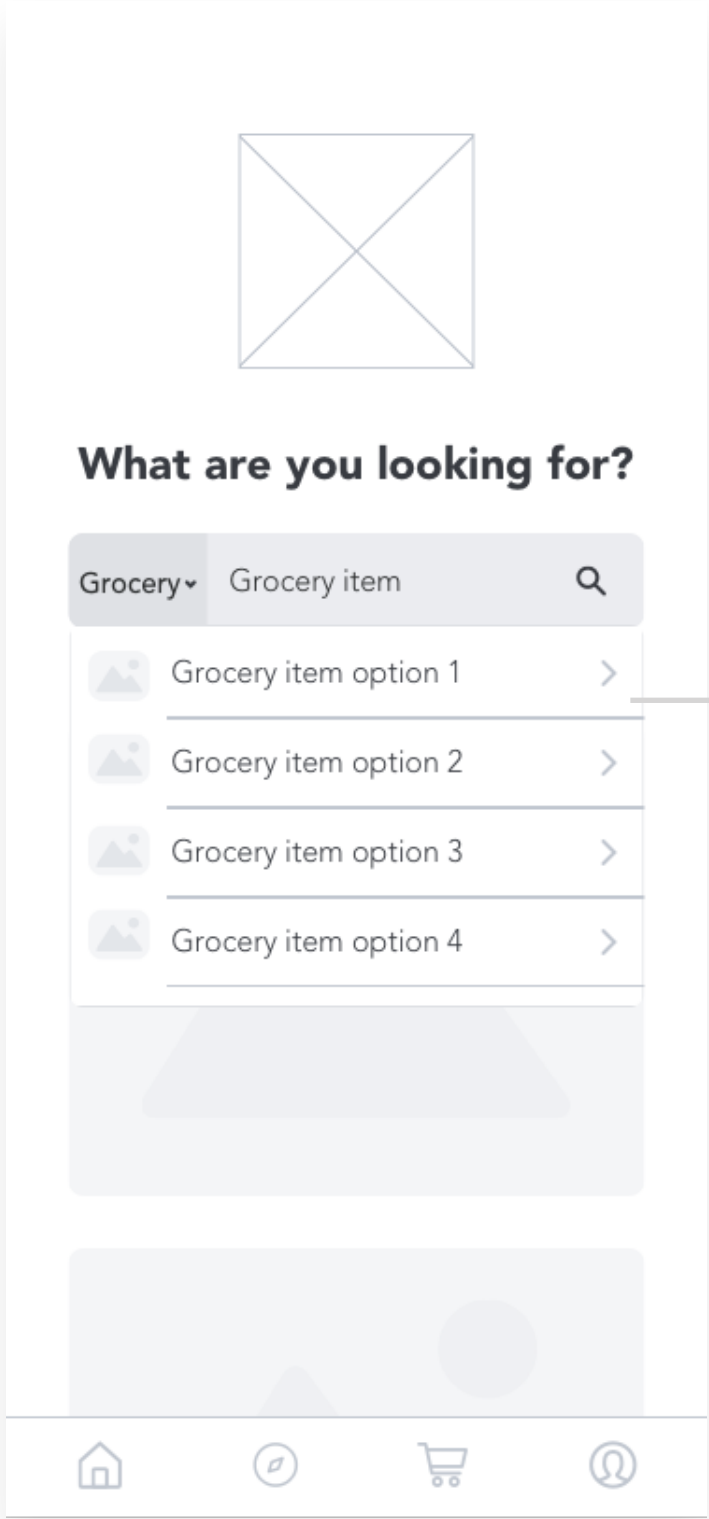 What are you looking for?
Grocery Grocery item
Grocery item option 1
Grocery item option 2
Grocery item option 3
Grocery item option 4